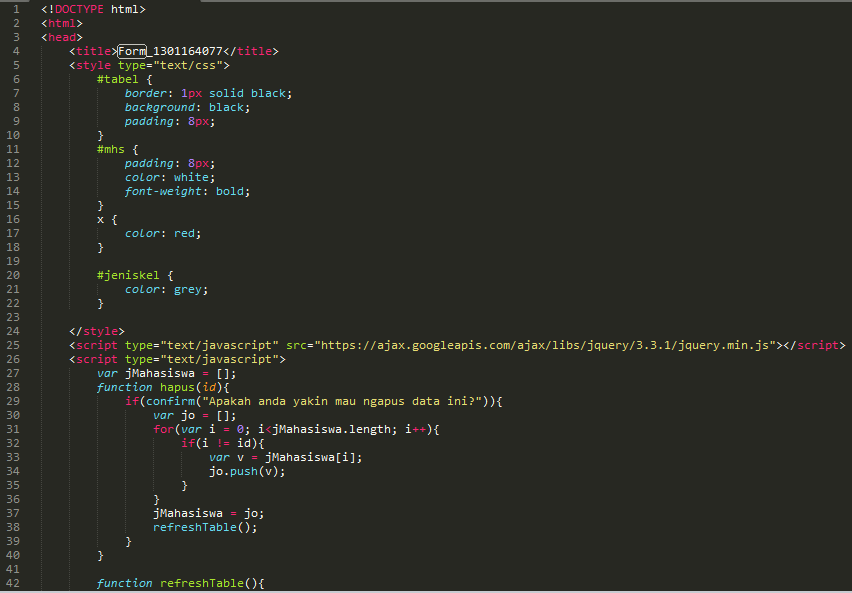 1 <!DOCTYPE html>
2 <html>
3 <head>
4     <title>Form_1301164077</title>
5     <style type="text/css">
6         #tabel {
7             border: 1px solid black;
8             background: black;
9             padding: 8px;
10         }
11         #mhs {
12             padding: 8px;
13             color: white;
14             font-weight: bold;
15         }
16         x {
17             color: red;
18         }
19
20         #jeniskel {
21             color: grey;
22         }
23
24     </style>
25     <script type="text/javascript" src="https://ajax.googleapis.com/ajax/libs/jquery/3.3.1/jquery.min.js"></script>
26     <script type="text/javascript">
27         var jMahasiswa = [];
28         function hapus(id){
29             if(confirm("Apakah anda yakin mau ngapus data ini?")){
30                 var jo = [];
31                 for(var i = 0; i<jMahasiswa.length; i++){
32                     if(i != id){
33                         var v = jMahasiswa[i];
34                         jo.push(v);
35                     }
36                 }
37                 jMahasiswa = jo;
38                 refreshTable();
39             }
40         }
41
42         function refreshTable(){